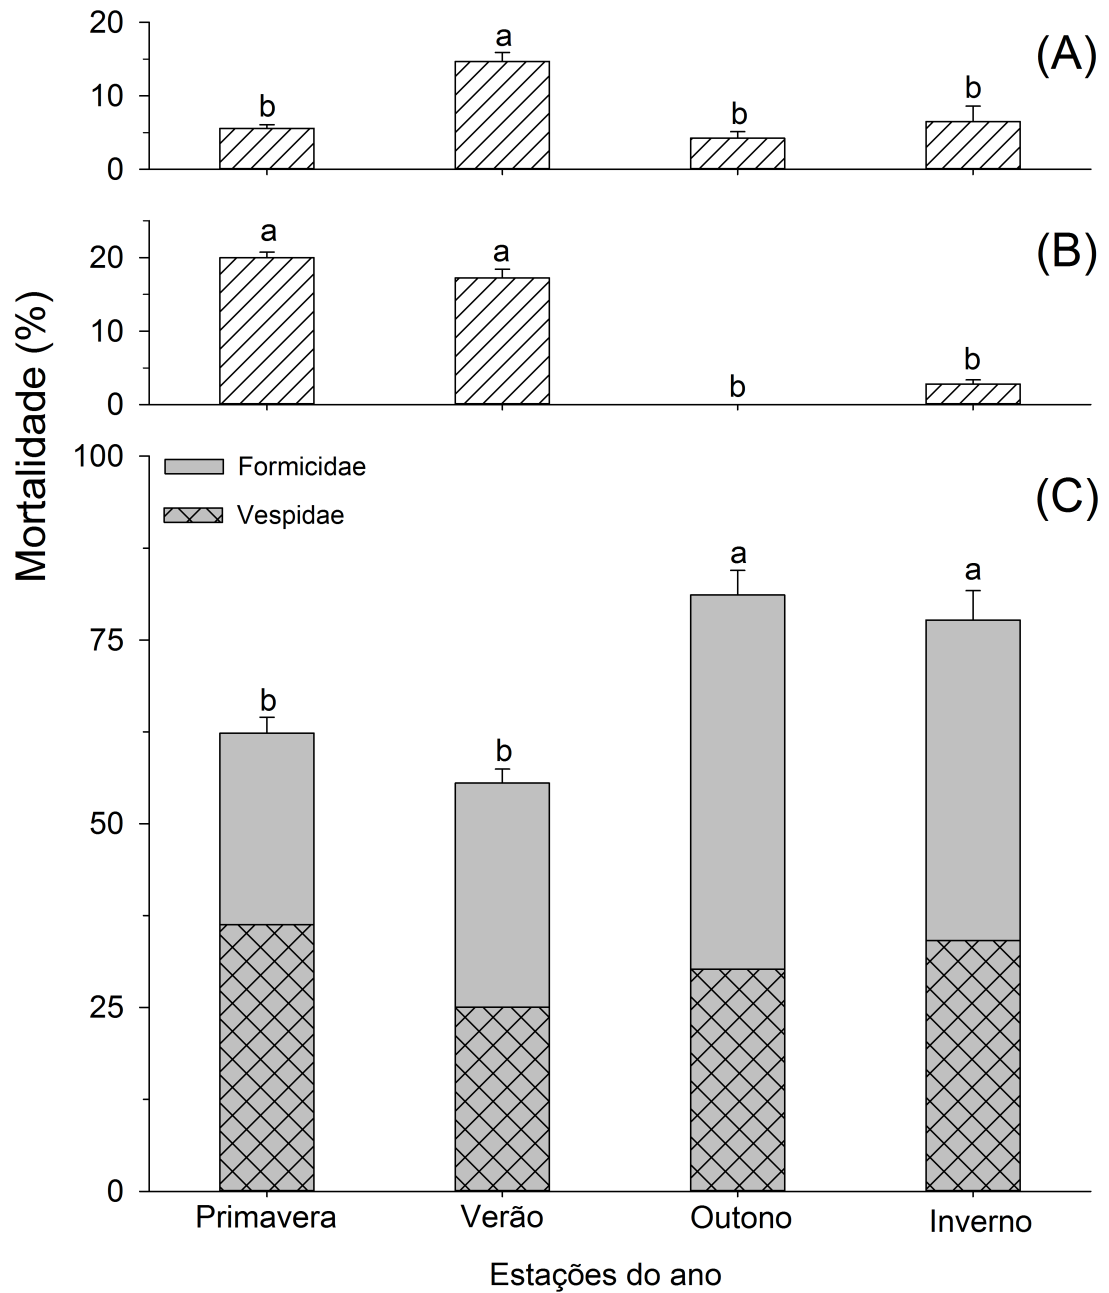 20
10
0
a
b
b
b
(A)
20
10
0
a
a
b
b
(B)
Mortalidade (%)
100
75
50
25
0
Formicidae
Vespidae
(C)
b
b
a
a
Primavera
Verão
Outono
Inverno
Estações do ano